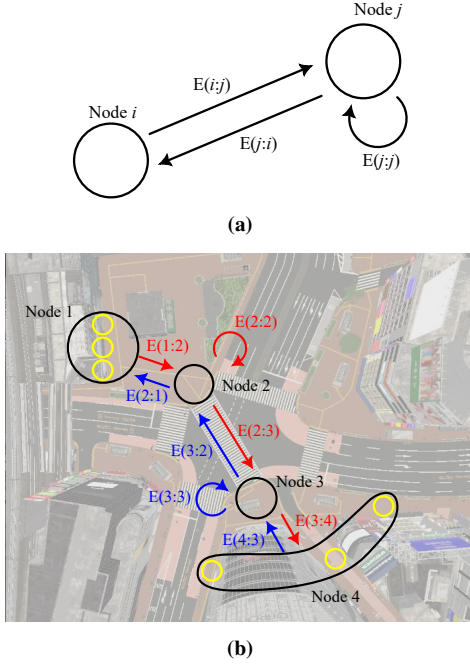 Node j
E(i:j)
Node i
E(j:i)
E(j:j)
(a)
Node 1
E(2:2)
E(1:2)
Node 2
E(2:1)
E(2:3)
E(3:2)
Node 3
E(3:3)
E(3:4)
E(4:3)
Node 4
(b)